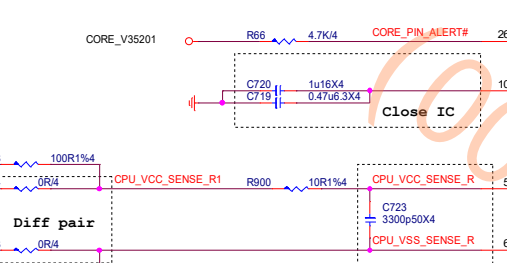 CORE_V35201 R66 4.7K/4 CORE_PIN_ALERT# 26
C720 1u16X4 10
C719 0.47u6.3X4
Close IC
100R1%4
0R/4 CPU_VCC_SENSE_R1 R900 10R1%4 CPU_VCC_SENSE_R 5
C723
3300p50X4
Diff pair
0R/4 CPU_VSS_SENSE_R 6